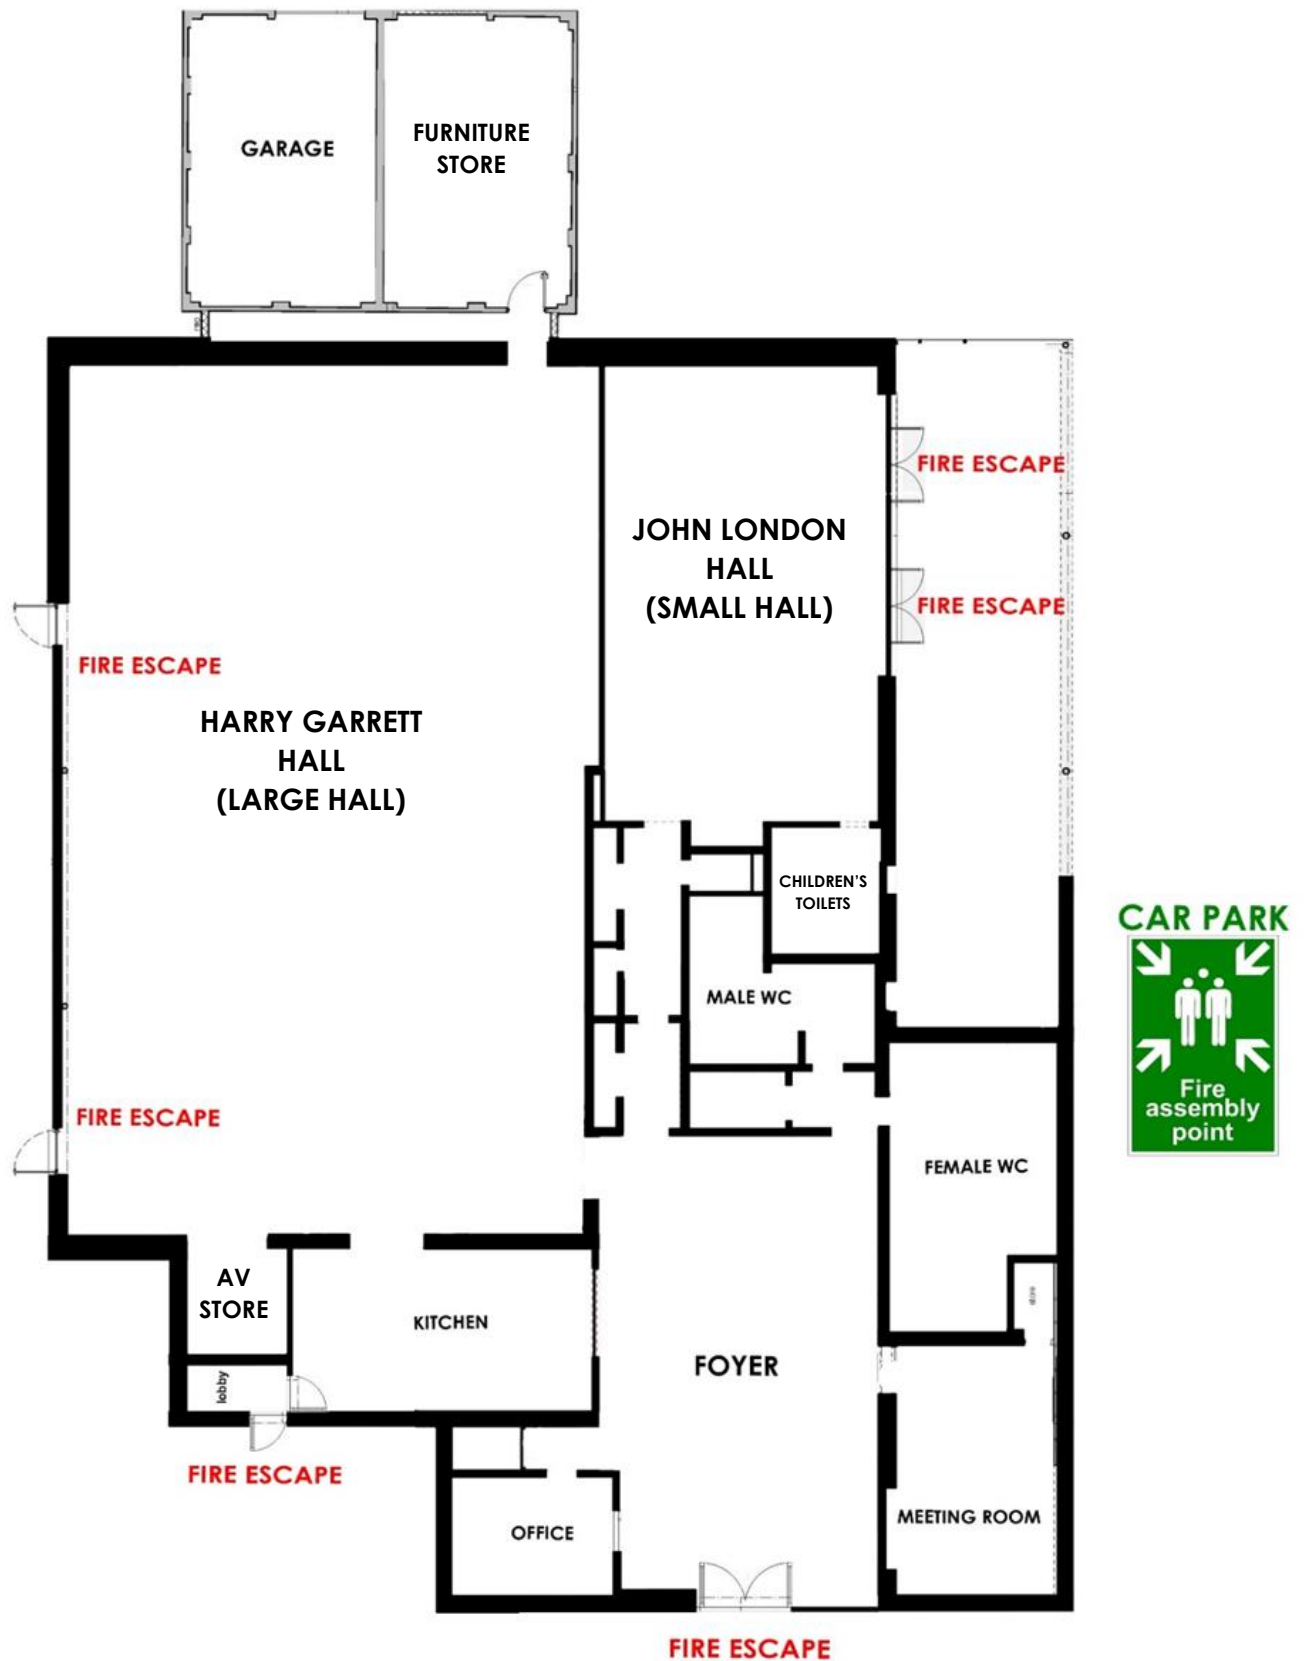 GARAGE
FURNITURE
STORE
FIRE ESCAPE
JOHN LONDON
HALL
(SMALL HALL)
FIRE ESCAPE
FIRE ESCAPE
HARRY GARRETT
HALL
(LARGE HALL)
CHILDREN'S
TOILETS
CAR PARK
MALE WC
Fire
assembly
point
FIRE ESCAPE
FEMALE WC
AV
STORE
store
KITCHEN
FOYER
lobby
FIRE ESCAPE
MEETING ROOM
OFFICE
FIRE ESCAPE